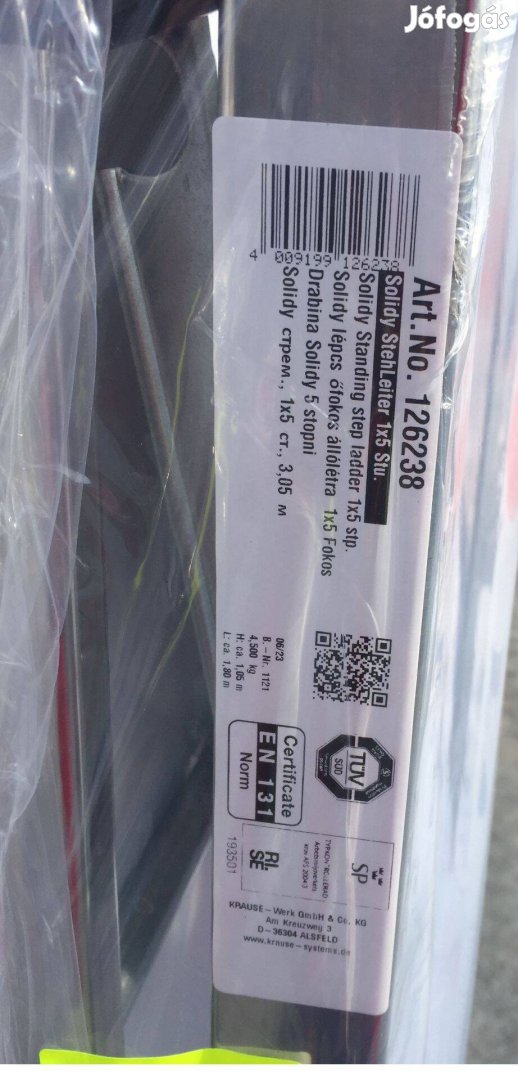 Jófogás
Art.No. 126238
Solidy StehLeiter 1x5 Stu.
Solidy Standing step ladder 1x5 stp.
Solidy lépcs őfokos állólétra 1x5 Fokos
Drabina Solidy 5 stopni
Solidy стрем., 1x5 ст., 3,05 м
4 009199 126238
06/23
B.-Nr. 1121
4,500 kg
H: ca. 1,05 m
L: ca. 1,80 m
TÜV
SÜD
Certificate
EN 131
Norm
SP
RI.
SE
193501
KRAUSE-Werk GmbH & Co. KG
Am Kreuzweg 3
D-36304 ALSFELD
www.krause-systems.de